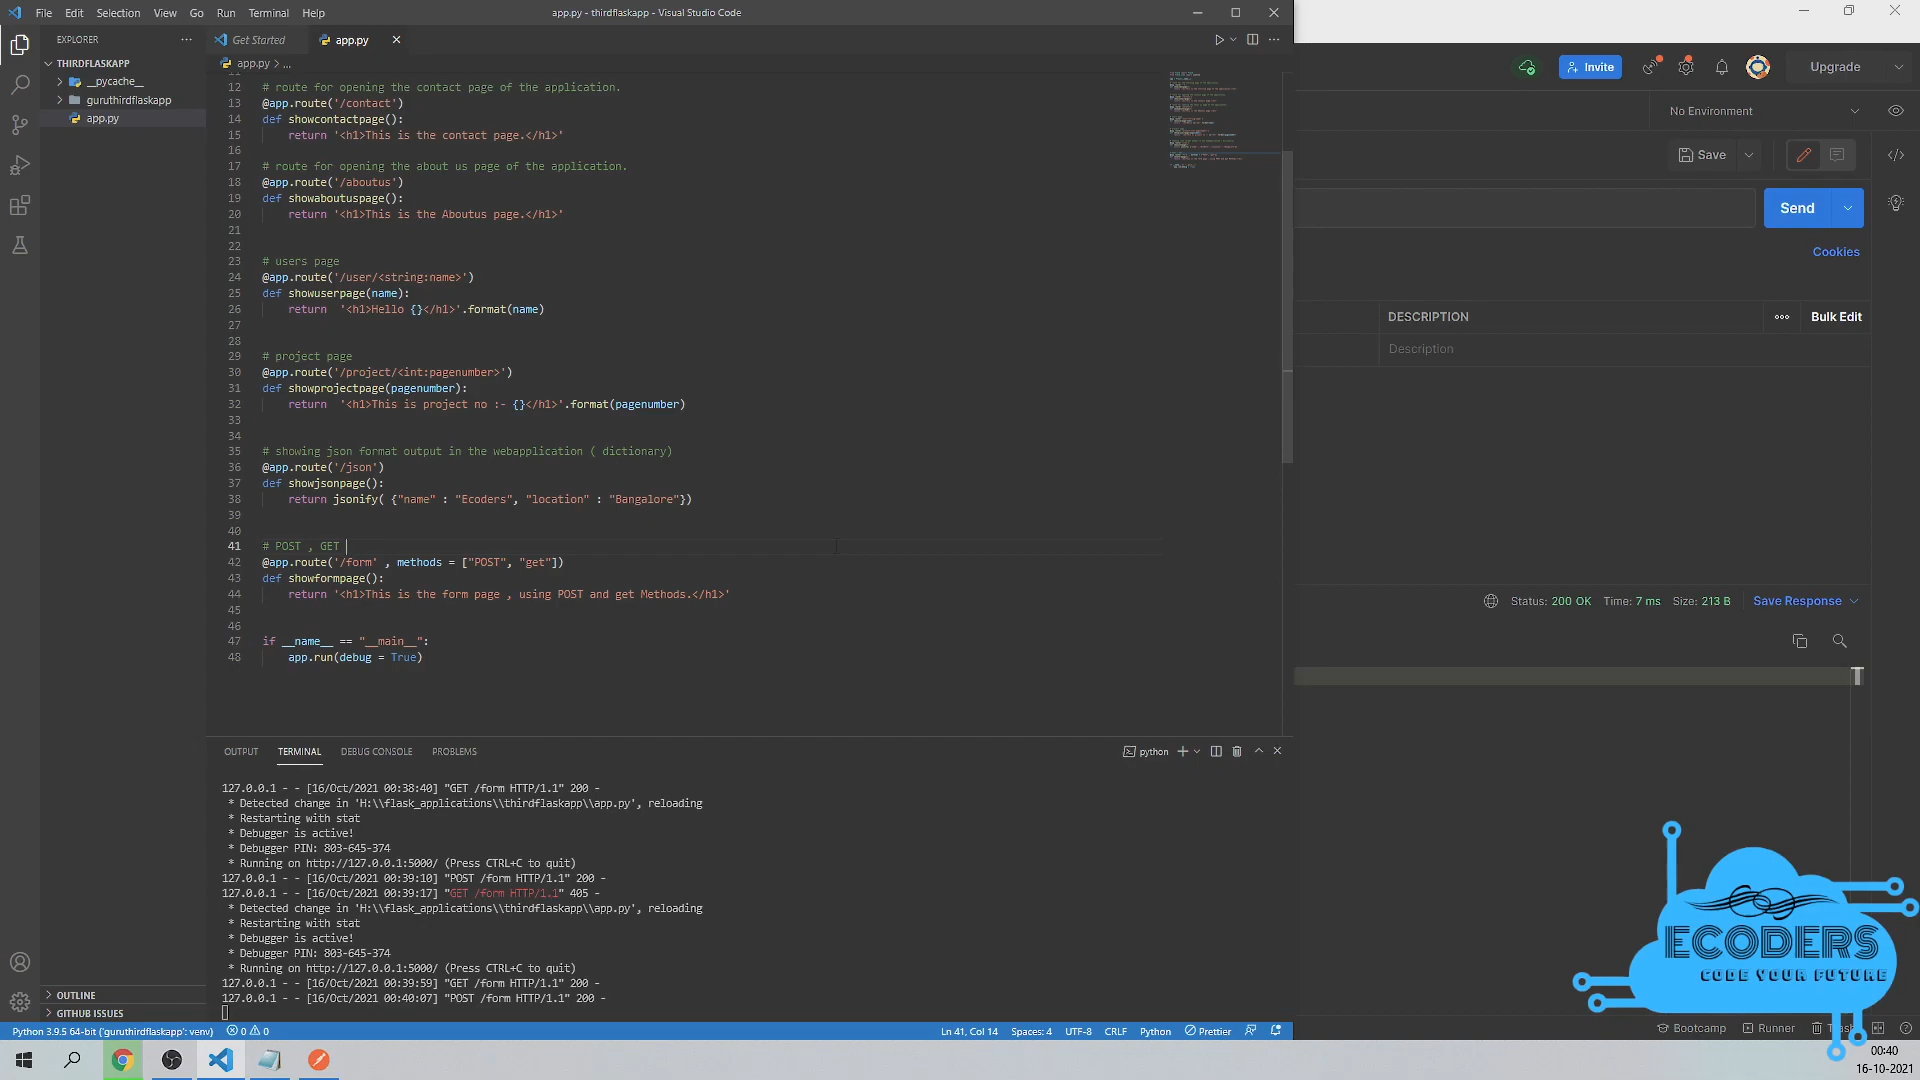 File Edit Selection View Go Run Terminal Help
app.py - thirdflaskapp - Visual Studio Code
EXPLORER
THIRDFLASKAPP
__pycache__
guruthirdflaskapp
app.py
Get Started
app.py
app.py > ...
12 # route for opening the contact page of the application.
13 @app.route('/contact')
14 def showcontactpage():
15 return '<h1>This is the contact page.</h1>'
16
17 # route for opening the about us page of the application.
18 @app.route('/aboutus')
19 def showaboutuspage():
20 return '<h1>This is the Aboutus page.</h1>'
21
22
23 # users page
24 @app.route('/user/<string:name>')
25 def showuserpage(name):
26 return '<h1>Hello {}</h1>'.format(name)
27
28
29 # project page
30 @app.route('/project/<int:pagenumber>')
31 def showprojectpage(pagenumber):
32 return '<h1>This is project no :- {}</h1>'.format(pagenumber)
33
34
35 # showing json format output in the webapplication ( dictionary)
36 @app.route('/json')
37 def showjsonpage():
38 return jsonify( {"name" : "Ecoders", "location" : "Bangalore"})
39
40
41 # POST , GET
42 @app.route('/form' , methods = ["POST", "get"])
43 def showformpage():
44 return '<h1>This is the form page , using POST and get Methods.</h1>'
45
46
47 if __name__ == "__main__":
48 app.run(debug = True)
OUTPUT TERMINAL DEBUG CONSOLE PROBLEMS
python
127.0.0.1 - - [16/Oct/2021 00:38:40] "GET /form HTTP/1.1" 200 -
* Detected change in 'H:\\flask_applications\\thirdflaskapp\\app.py', reloading
* Restarting with stat
* Debugger is active!
* Debugger PIN: 803-645-374
* Running on http://127.0.0.1:5000/ (Press CTRL+C to quit)
127.0.0.1 - - [16/Oct/2021 00:39:10] "POST /form HTTP/1.1" 200 -
127.0.0.1 - - [16/Oct/2021 00:39:17] "GET /form HTTP/1.1" 405 -
* Detected change in 'H:\\flask_applications\\thirdflaskapp\\app.py', reloading
* Restarting with stat
* Debugger is active!
* Debugger PIN: 803-645-374
* Running on http://127.0.0.1:5000/ (Press CTRL+C to quit)
127.0.0.1 - - [16/Oct/2021 00:39:59] "GET /form HTTP/1.1" 200 -
127.0.0.1 - - [16/Oct/2021 00:40:07] "POST /form HTTP/1.1" 200 -
OUTLINE
GITHUB ISSUES
Python 3.9.5 64-bit ('guruthirdflaskapp': venv) 0 0
Ln 41, Col 14 Spaces: 4 UTF-8 CRLF Python Prettier
Invite
Upgrade
No Environment
Save
Send
Cookies
DESCRIPTION
Bulk Edit
Description
Status: 200 OK Time: 7 ms Size: 213 B Save Response
ECODERS
CODE YOUR FUTURE
Bootcamp Runner
00:40
16-10-2021